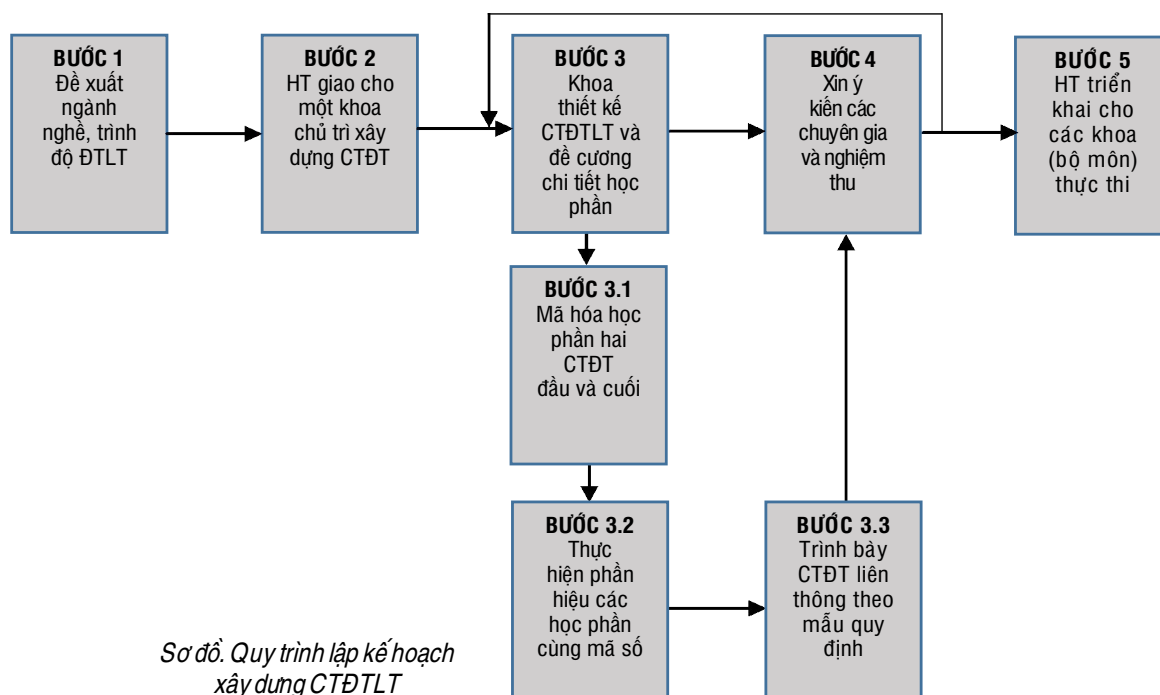 BƯỚC 1
Đề xuất
ngành
nghề, trình
độ ĐTLT
BƯỚC 2
HT giao cho
một khoa
chủ trì xây
dựng CTĐT
BƯỚC 3
Khoa
thiết kế
CTĐTLT và
đề cương
chi tiết học
phần
BƯỚC 4
Xin ý
kiến các
chuyên gia
và nghiệm
thu
BƯỚC 5
HT triển
khai cho
các khoa
(bộ môn)
thực thi
BƯỚC 3.1
Mã hóa học
phần hai
CTĐT
đầu và cuối
BƯỚC 3.2
Thực
hiện phần
hiệu các
học phần
cùng mã số
BƯỚC 3.3
Trình bày
CTĐT liên
thông theo
mẫu quy
định
Sơ đồ. Quy trình lập kế hoạch
xây dưng CTĐTLT